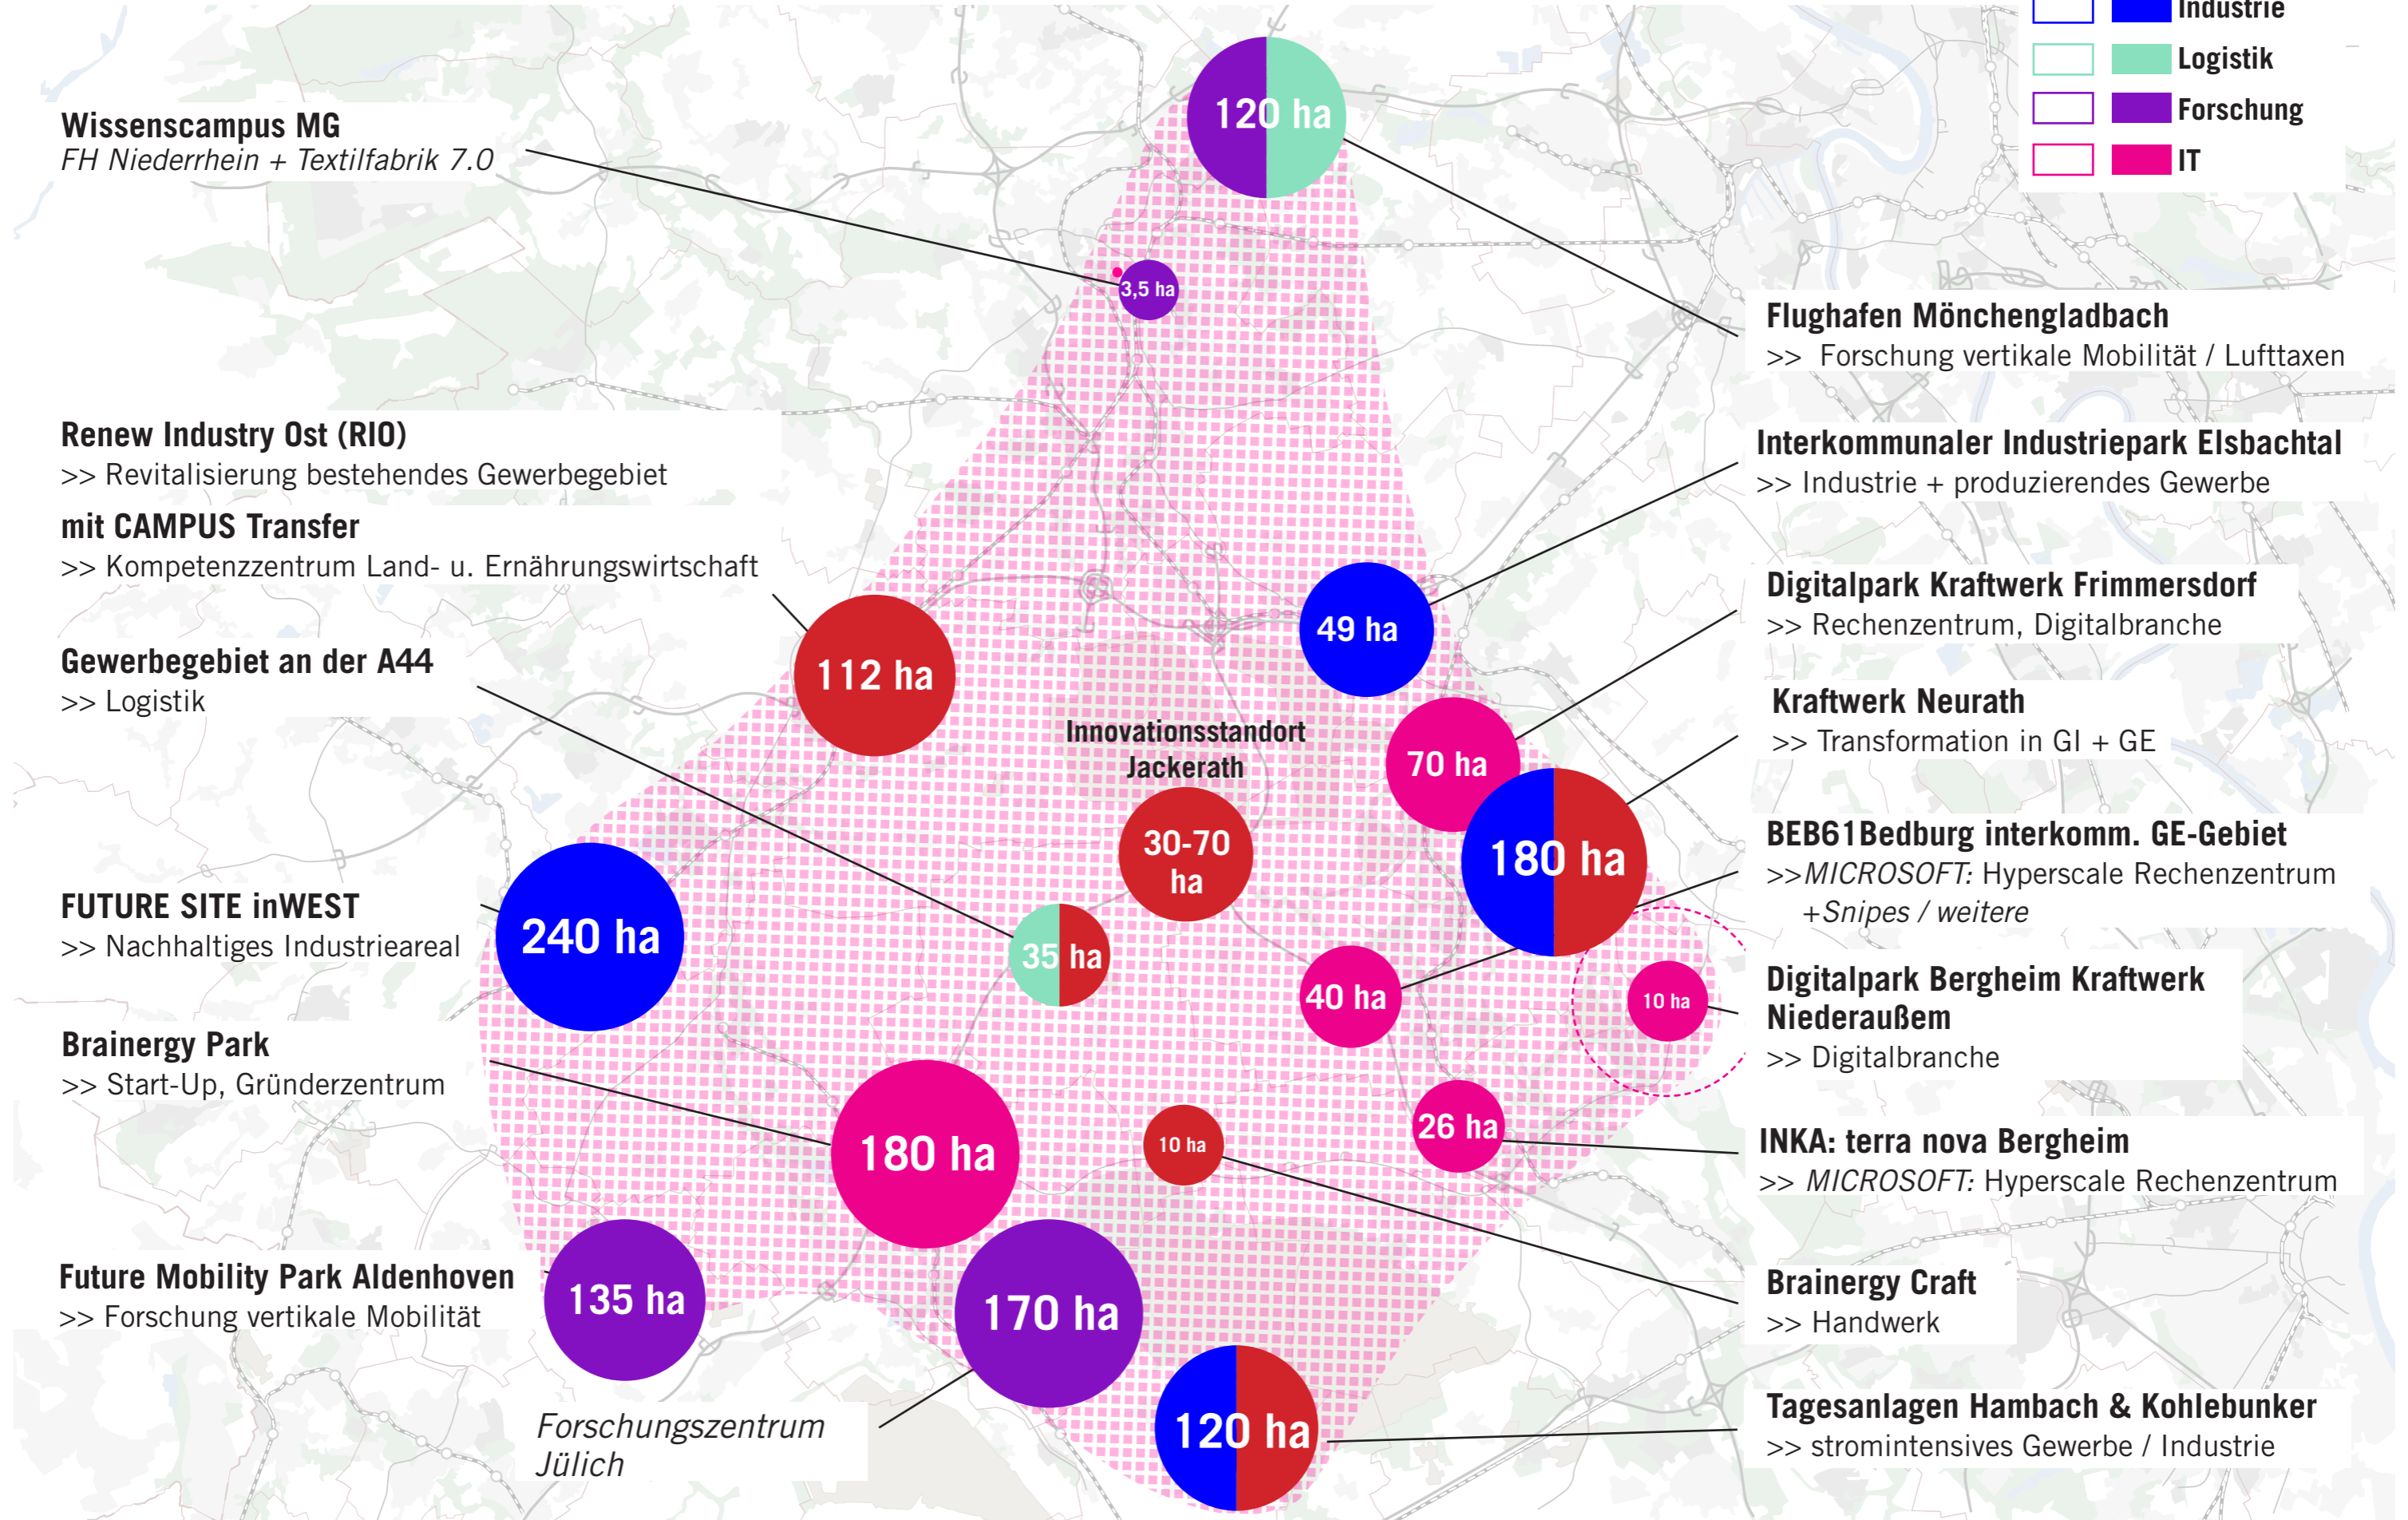 Industrie
Logistik
Forschung
IT
120 ha
Wissenscampus MG
FH Niederrhein + Textilfabrik 7.0
3,5 ha
Flughafen Mönchengladbach
>> Forschung vertikale Mobilität / Lufttaxen
Renew Industry Ost (RIO)
>> Revitalisierung bestehendes Gewerbegebiet
mit CAMPUS Transfer
>> Kompetenzzentrum Land- u. Ernährungswirtschaft
Interkommunaler Industriepark Elsbachtal
>> Industrie + produzierendes Gewerbe
49 ha
112 ha
Digitalpark Kraftwerk Frimmersdorf
>> Rechenzentrum, Digitalbranche
Gewerbegebiet an der A44
>> Logistik
Kraftwerk Neurath
>> Transformation in GI + GE
Innovationsstandort
Jackerath
30-70
ha
70 ha
180 ha
BEB61Bedburg interkomm. GE-Gebiet
>>MICROSOFT: Hyperscale Rechenzentrum
+Snipes / weitere
FUTURE SITE inWEST
>> Nachhaltiges Industrieareal
240 ha
35 ha
40 ha
10 ha
Digitalpark Bergheim Kraftwerk
Niederaußem
>> Digitalbranche
Brainergy Park
>> Start-Up, Gründerzentrum
180 ha
10 ha
26 ha
INKA: terra nova Bergheim
>> MICROSOFT: Hyperscale Rechenzentrum
Future Mobility Park Aldenhoven
>> Forschung vertikale Mobilität
135 ha
170 ha
Brainergy Craft
>> Handwerk
Forschungszentrum
Jülich
120 ha
Tagesanlagen Hambach & Kohlebunker
>> stromintensives Gewerbe / Industrie